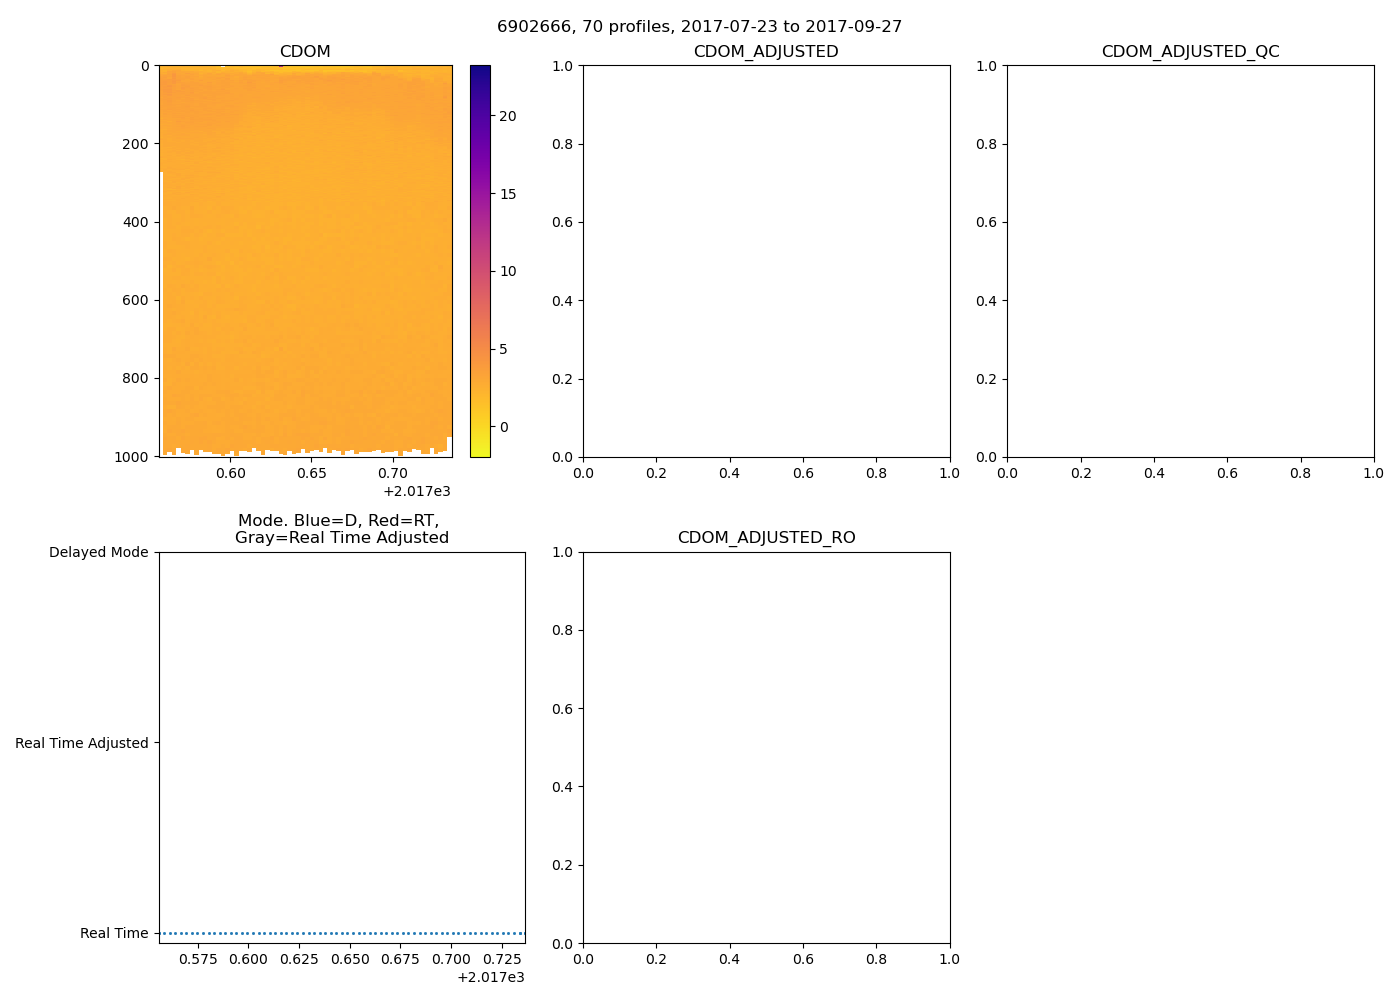 6902666, 70 profiles, 2017-07-23 to 2017-09-27
CDOM
0
200
400
600
800
1000
0.60 0.65 0.70
+2.017e3
20
15
10
5
0
CDOM_ADJUSTED
1.0
0.8
0.6
0.4
0.2
0.0
0.0 0.2 0.4 0.6 0.8 1.0
CDOM_ADJUSTED_QC
1.0
0.8
0.6
0.4
0.2
0.0
0.0 0.2 0.4 0.6 0.8 1.0
Mode. Blue=D, Red=RT,
Gray=Real Time Adjusted
Delayed Mode
Real Time Adjusted
Real Time
0.575 0.600 0.625 0.650 0.675 0.700 0.725
+2.017e3
CDOM_ADJUSTED_RO
1.0
0.8
0.6
0.4
0.2
0.0
0.0 0.2 0.4 0.6 0.8 1.0